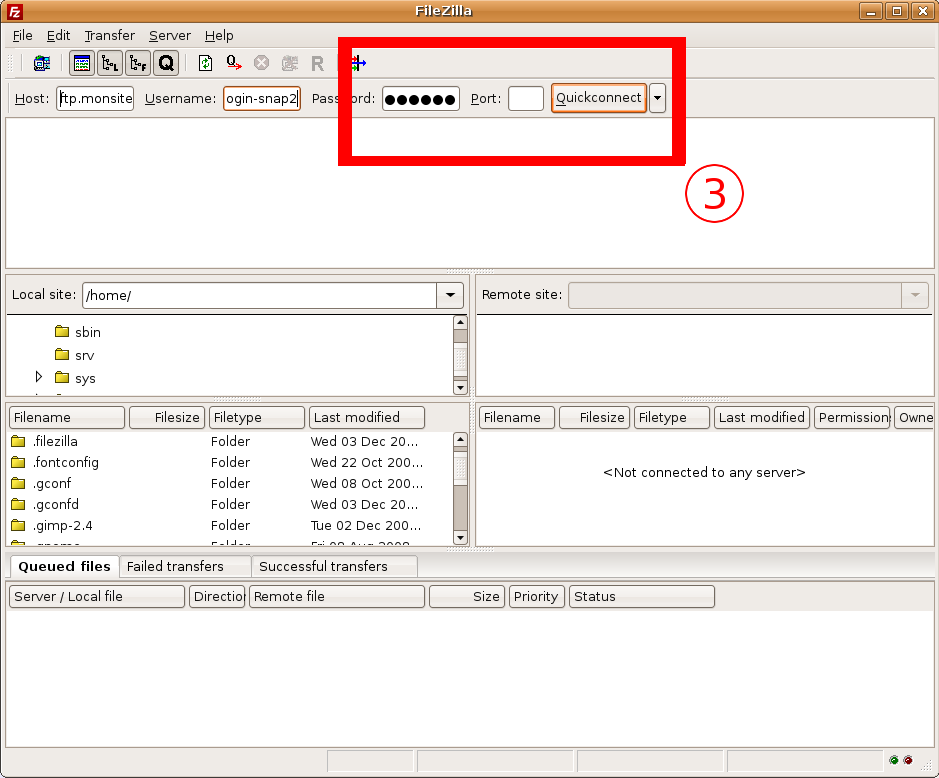 FileZilla
File Edit Transfer Server Help
Host: ftp.monsite Username: ogin-snap2 Password: ●●●●●● Port: Quickconnect
3
Local site: /home/ Remote site:
sbin
srv
sys
Filename Filesize Filetype Last modified Filename Filesize Filetype Last modified Permission Owne
.filezilla Folder Wed 03 Dec 20...
.fontconfig Folder Wed 22 Oct 200...
.gconf Folder Wed 08 Oct 200...
.gconfd Folder Wed 03 Dec 20...
.gimp-2.4 Folder Tue 02 Dec 200...
<Not connected to any server>
Queued files Failed transfers Successful transfers
Server / Local file Direction Remote file Size Priority Status